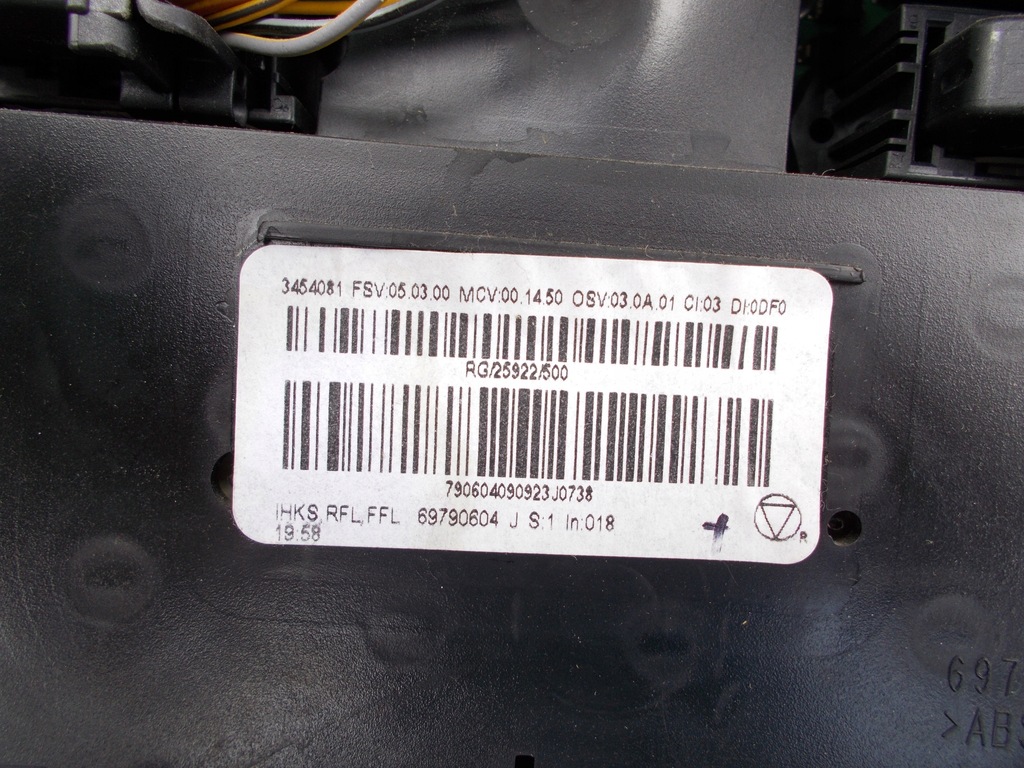 3454081 FSV:05.03.00 MCV:00.14.50 OSV:03.0A.01 CI:03 DI:0DF0
RG/25922/500
790604090923J0738
IHKS,RFL,FFL 69790604 J S:1 In:018
19:58
R
697
>ABS